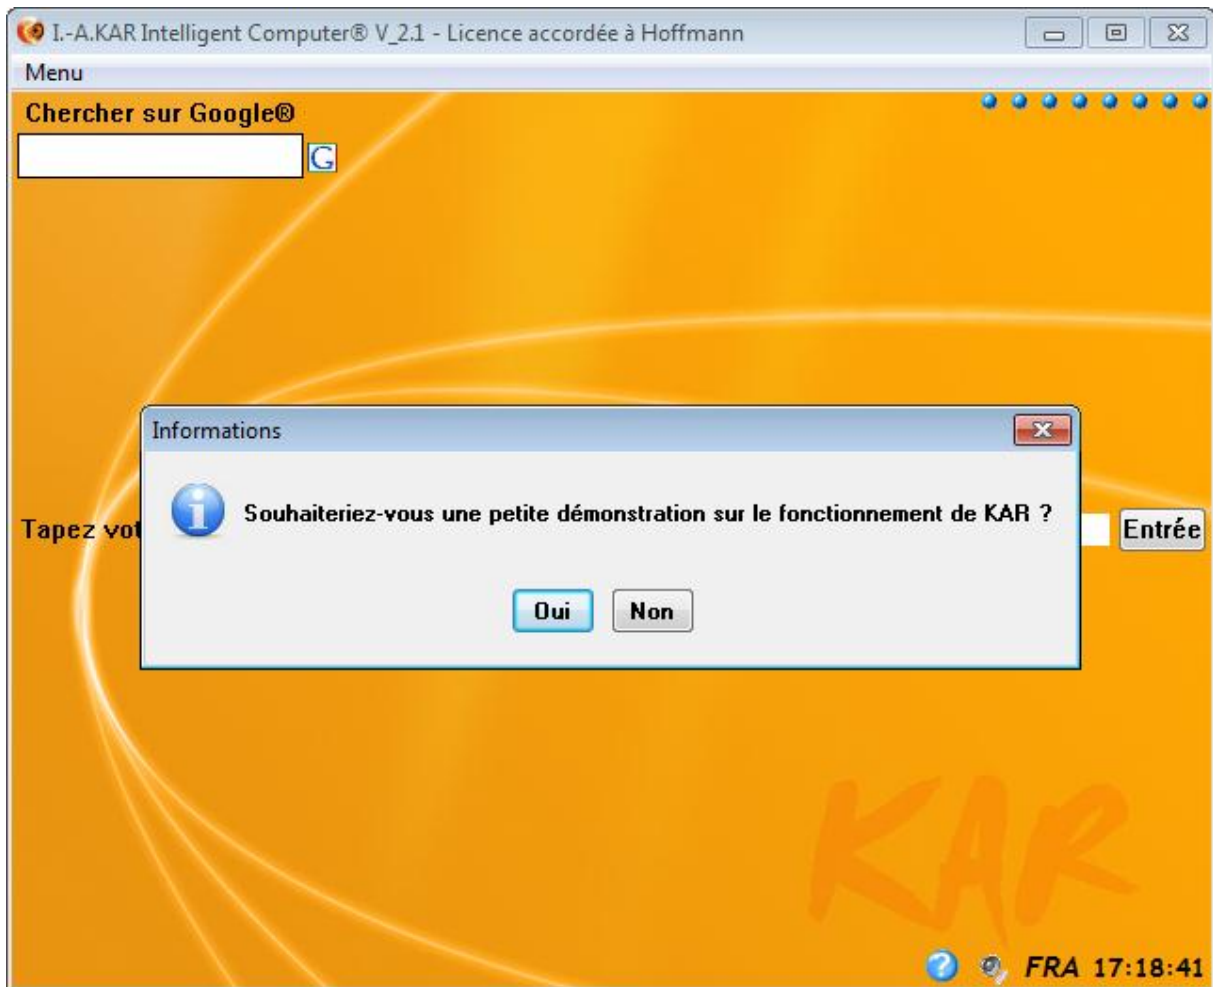 I.-A.KAR Intelligent Computer® V_2.1 - Licence accordée à Hoffmann
Menu
Chercher sur Google®
G
Informations
Souhaiteriez-vous une petite démonstration sur le fonctionnement de KAR ?
Tapez
Entrée
Oui
Non
KAR
FRA 17:18:41